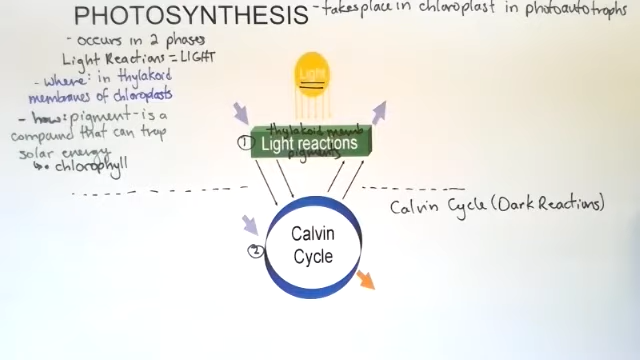 PHOTOSYNTHESIS - takes place in chloroplast in photoautotrophs
- occurs in 2 phases
Light Reactions = LIGHT
- where: in thylakoid
membranes of chloroplasts
- how: pigment - is a
compound that can trap
solar energy
↳• chlorophyll
Light
thylakoid memb
① Light reactions
pigments
Calvin Cycle (Dark Reactions)
Calvin
② Cycle